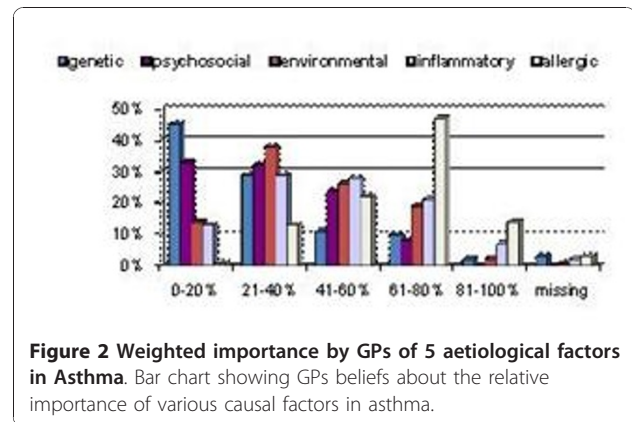 genetic psychosocial environmental inflammatory allergic
50%
40%
30%
20%
10%
0%
0-20% 21-40% 41-60% 61-80% 81-100% missing
Figure 2 Weighted importance by GPs of 5 aetiological factors
in Asthma. Bar chart showing GPs beliefs about the relative
importance of various causal factors in asthma.